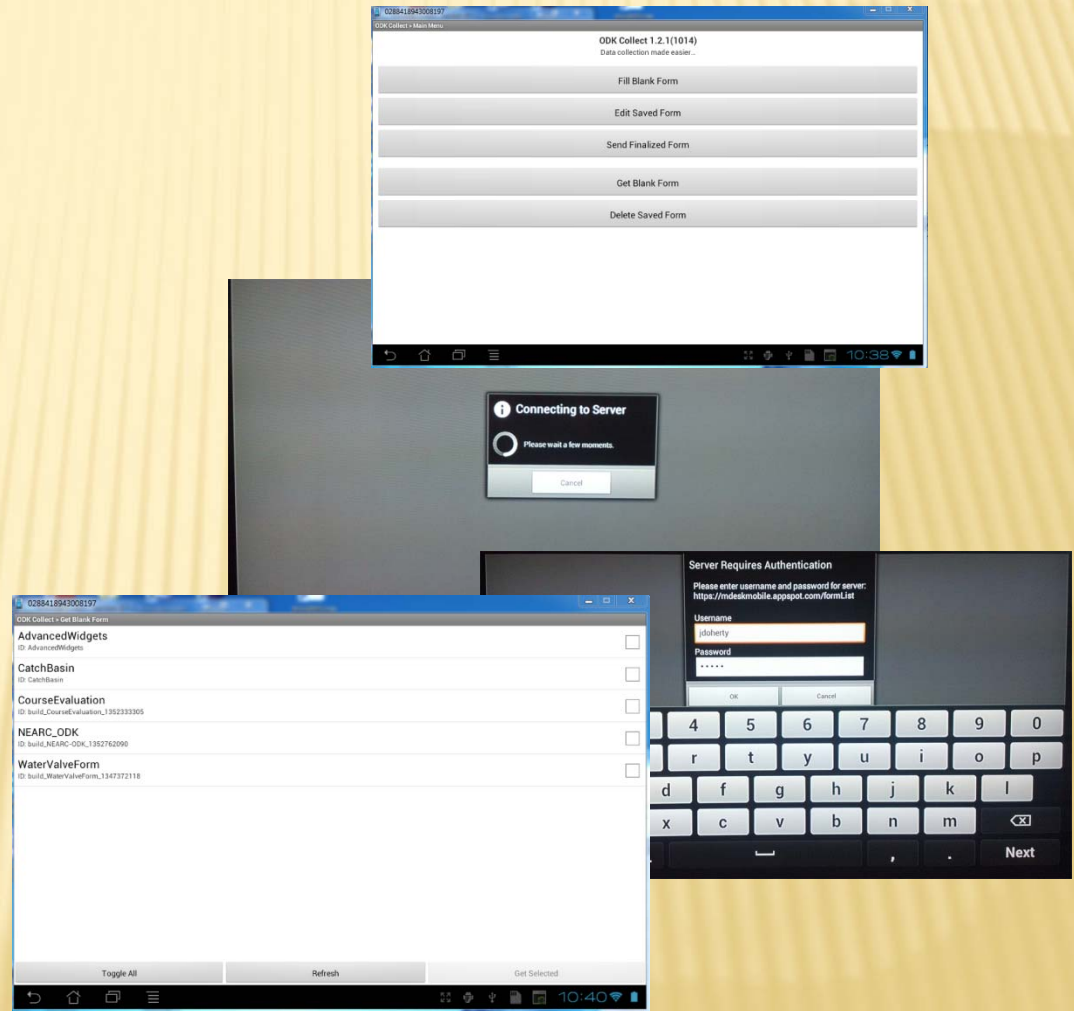 0288418943008197
ODK Collect > Main Menu
ODK Collect 1.2.1(1014)
Data collection made easier...
Fill Blank Form
Edit Saved Form
Send Finalized Form
Get Blank Form
Delete Saved Form
10:38
Connecting to Server
Please wait a few moments.
Cancel
Server Requires Authentication
Please enter username and password for server:
https://mdeskmobile.appspot.com/formList
Username
jdoherty
Password
•••••
OK Cancel
4 5 6 7 8 9 0
r t y u i o p
d f g h j k l
x c v b n m
, . Next
0288418943008197
ODK Collect > Get Blank Form
AdvancedWidgets
ID: AdvancedWidgets
CatchBasin
ID: CatchBasin
CourseEvaluation
ID: build_CourseEvaluation_1352333305
NEARC_ODK
ID: build_NEARC-ODK_1352762090
WaterValveForm
ID: build_WaterValveForm_1347372118
Toggle All Refresh Get Selected
10:40